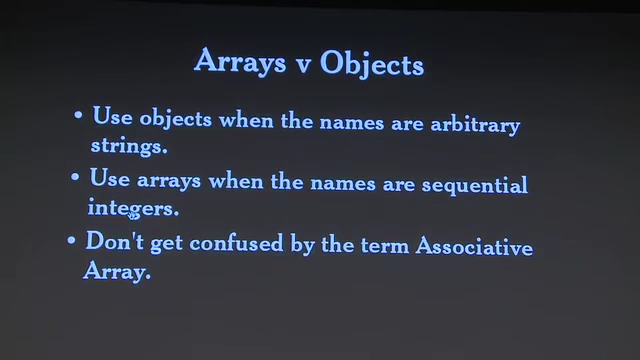 Arrays v Objects
• Use objects when the names are arbitrary
strings.
• Use arrays when the names are sequential
integers.
• Don't get confused by the term Associative
Array.